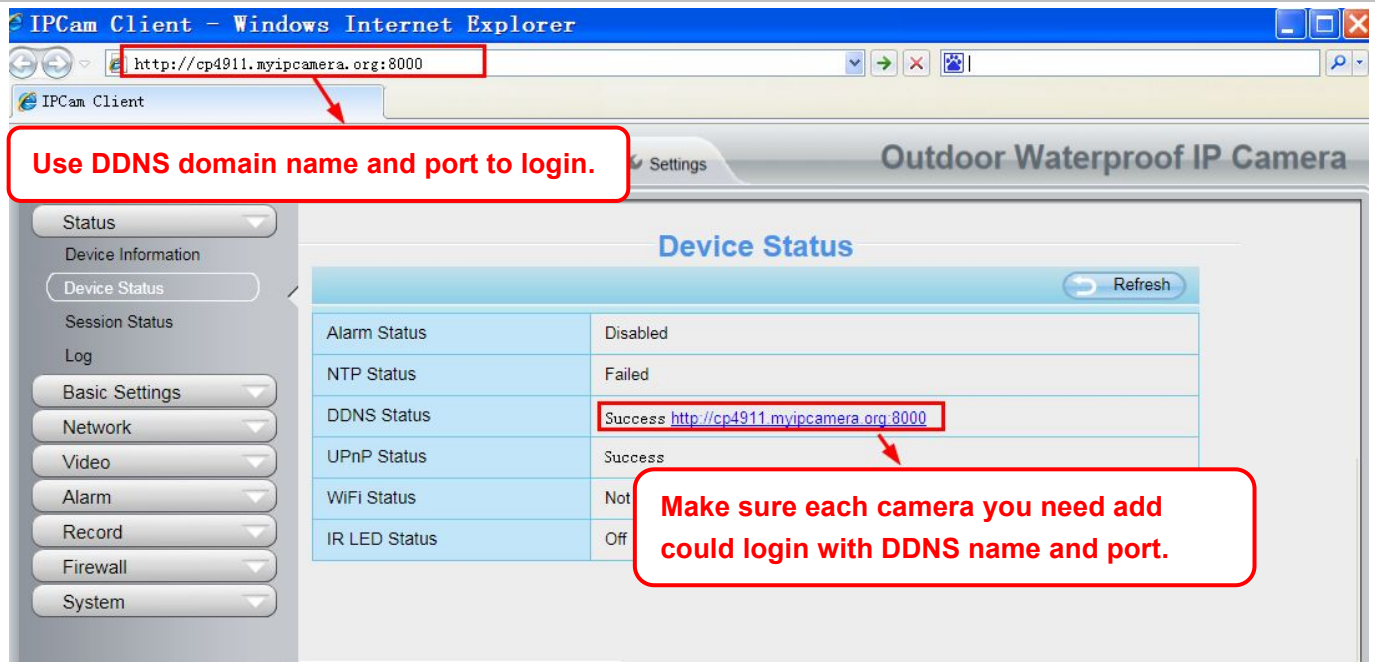 IPCam Client - Windows Internet Explorer
http://cp4911.myipcamera.org:8000
IPCam Client
Use DDNS domain name and port to login.
Settings
Outdoor Waterproof IP Camera
Status
Device Information
Device Status
Session Status
Log
Basic Settings
Network
Video
Alarm
Record
Firewall
System
Device Status
Refresh
Alarm Status Disabled
NTP Status Failed
DDNS Status Success http://cp4911.myipcamera.org:8000
UPnP Status Success
WiFi Status Not
IR LED Status Off
Make sure each camera you need add
could login with DDNS name and port.